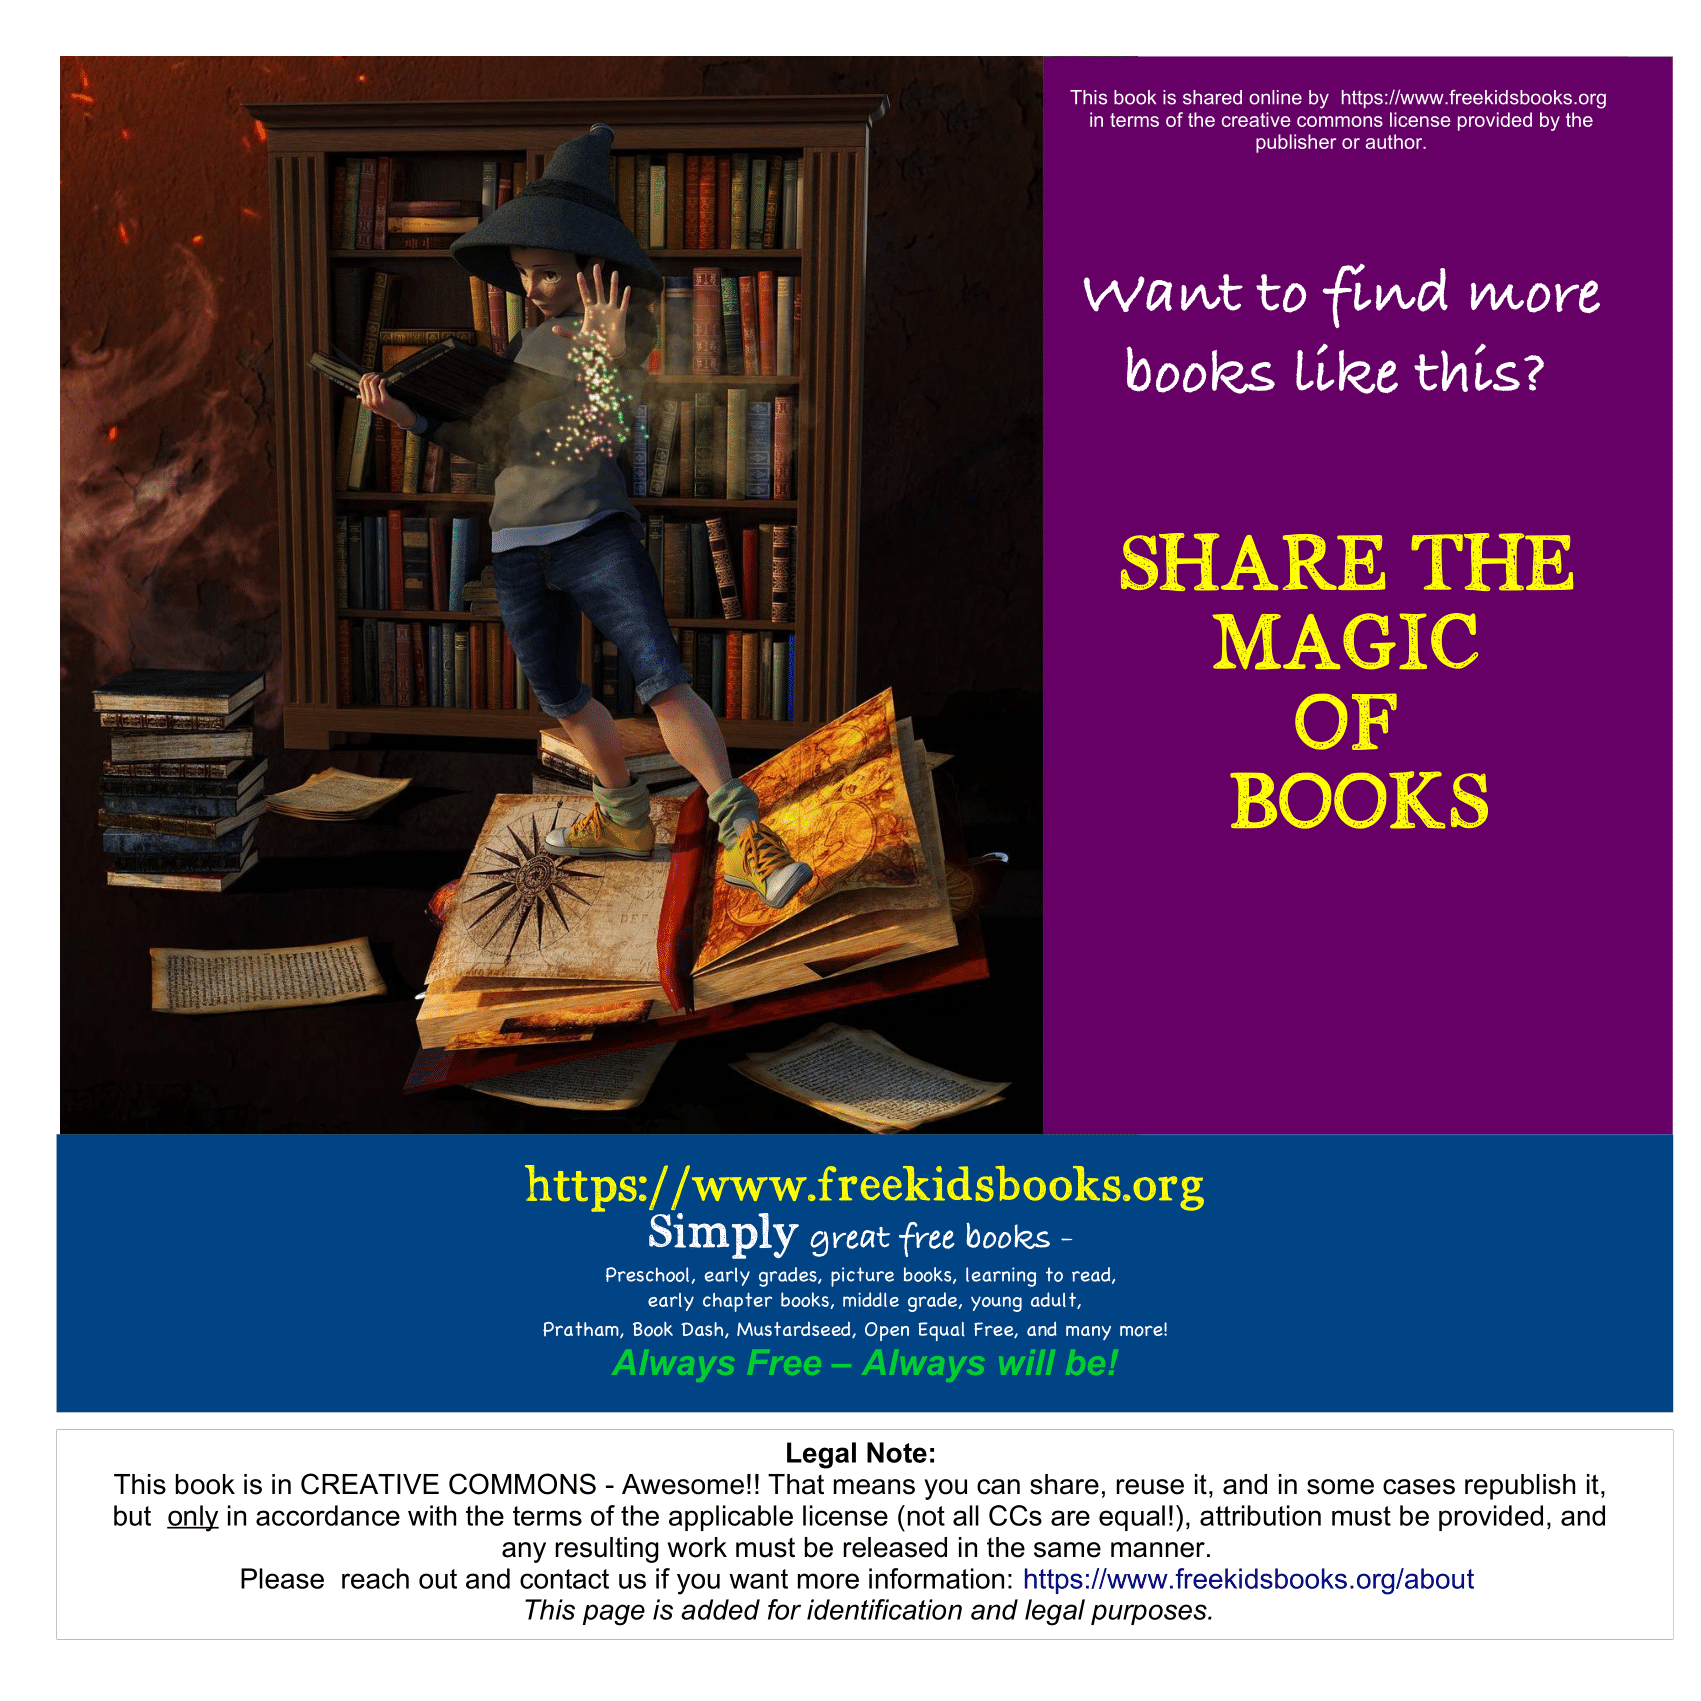 This book is shared online by  https://www.freekidsbooks.org
in terms of the creative commons license provided by the
publisher or author.
Want to find more
books like this?
SHARE THE
MAGIC
OF
BOOKS
https://www.freekidsbooks.org
Simply great free books -
Preschool, early grades, picture books, learning to read,
early chapter books, middle grade, young adult,
Pratham, Book Dash, Mustardseed, Open Equal Free, and many more!
Always Free – Always will be!
Legal Note:
This book is in CREATIVE COMMONS - Awesome!! That means you can share, reuse it, and in some cases republish it,
but  only in accordance with the terms of the applicable license (not all CCs are equal!), attribution must be provided, and
any resulting work must be released in the same manner.
Please  reach out and contact us if you want more information: https://www.freekidsbooks.org/about
This page is added for identification and legal purposes.